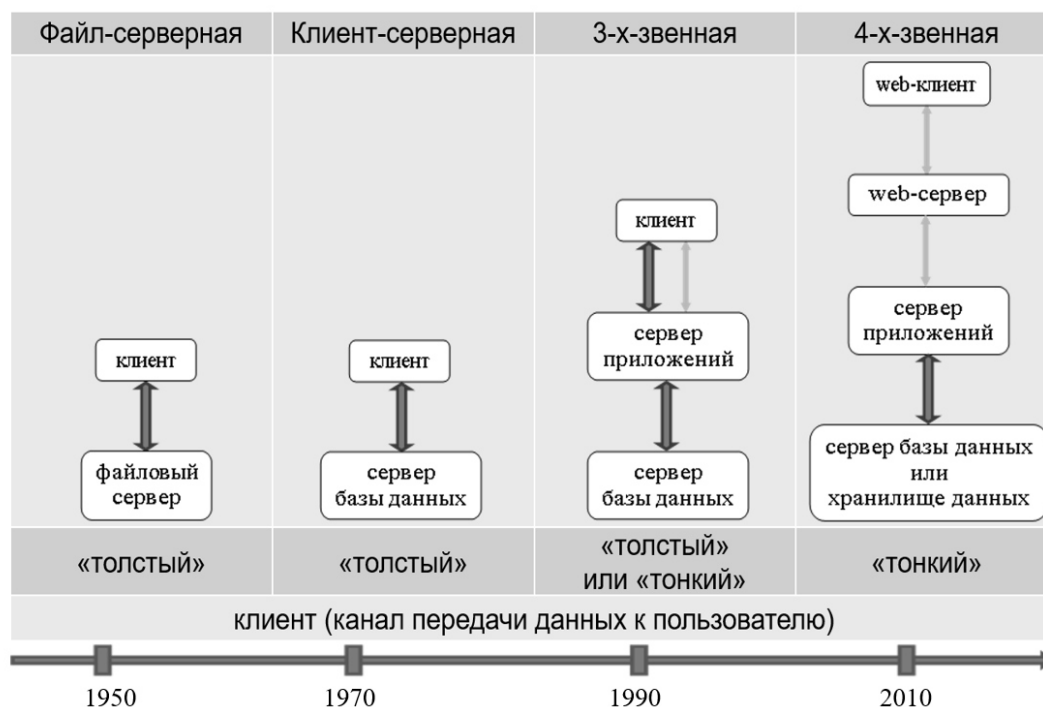 Файл-серверная
Клиент-серверная
3-х-звенная
4-х-звенная
клиент
файловый
сервер
клиент
сервер
базы данных
клиент
сервер
приложений
сервер
базы данных
web-клиент
web-сервер
сервер
приложений
сервер базы данных
или
хранилище данных
«толстый»
«толстый»
«толстый»
или «тонкий»
«тонкий»
клиент (канал передачи данных к пользователю)
1950
1970
1990
2010